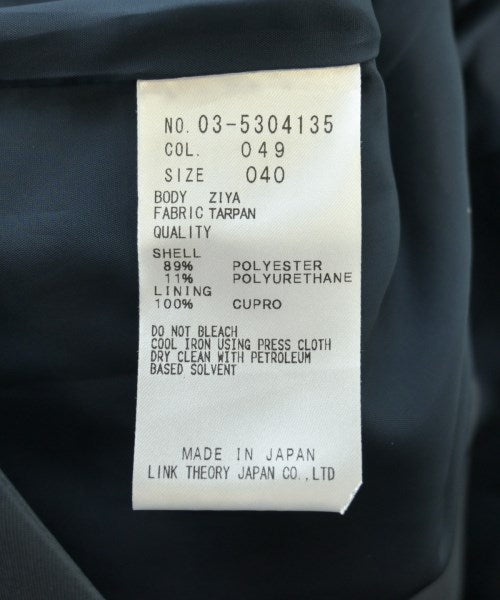 NO. 03-5304135
COL. 049
SIZE 040
BODY ZIYA
FABRIC TARPAN
QUALITY
SHELL
89% POLYESTER
11% POLYURETHANE
LINING
100% CUPRO
DO NOT BLEACH
COOL IRON USING PRESS CLOTH
DRY CLEAN WITH PETROLEUM
BASED SOLVENT
MADE IN JAPAN
LINK THEORY JAPAN CO.,LTD